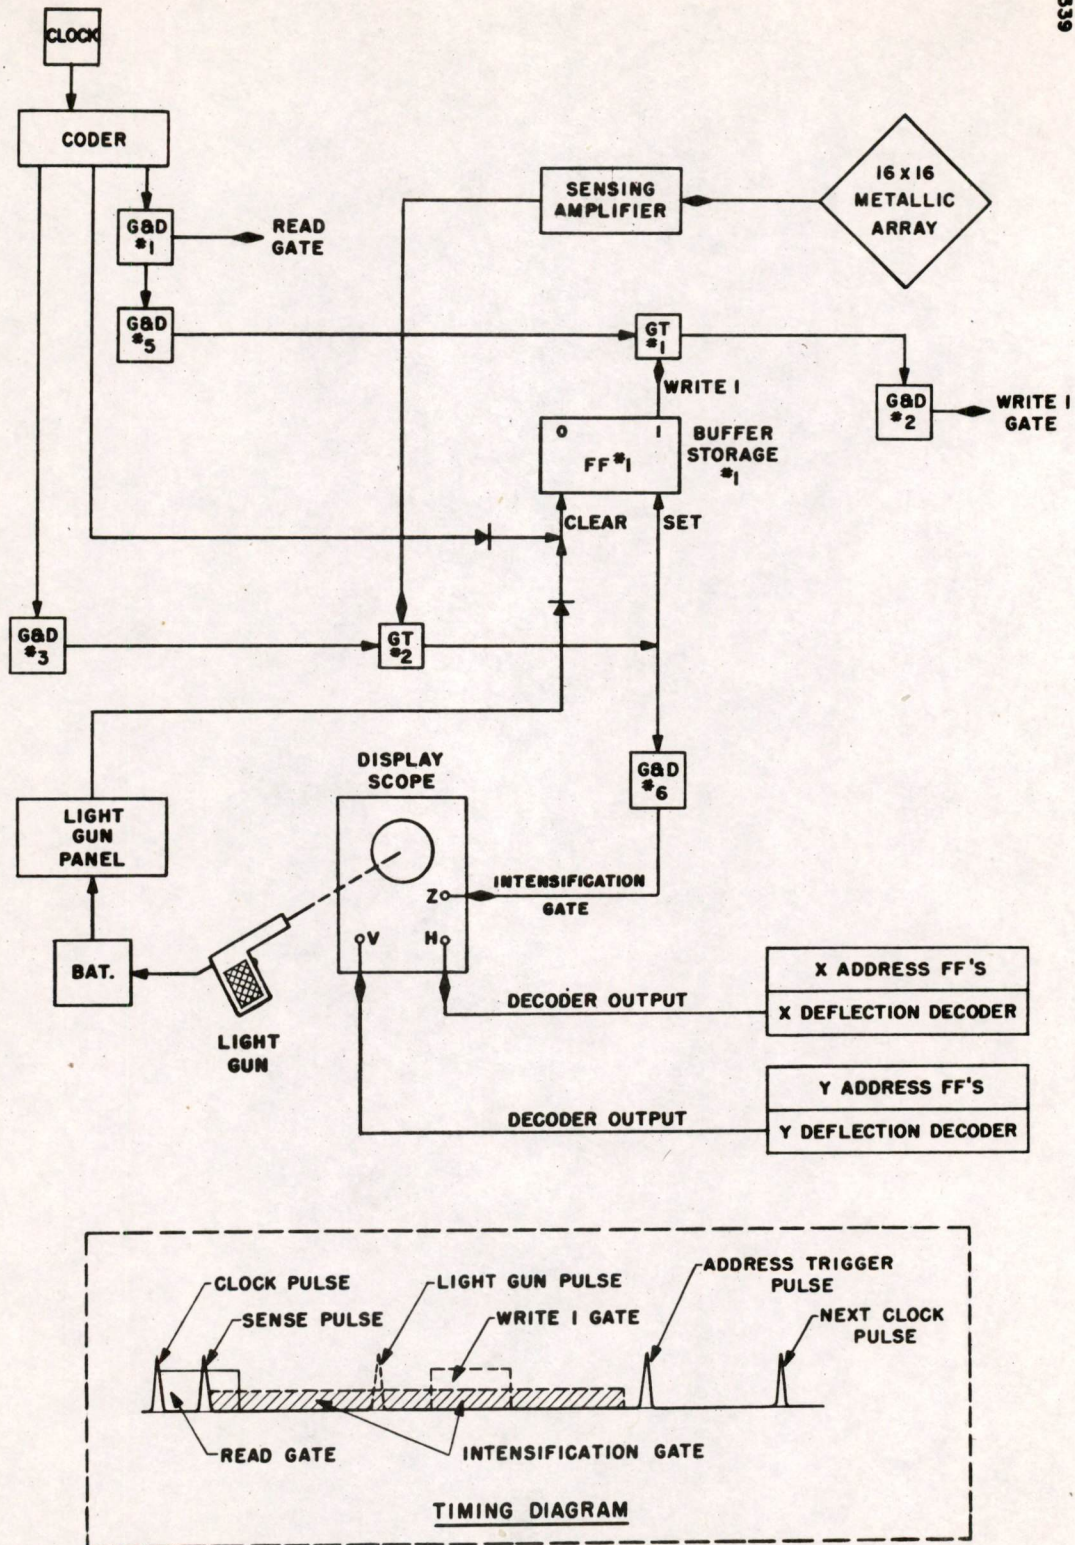 339
CLOCK
CODER
G&D
#1
READ
GATE
G&D
#5
SENSING
AMPLIFIER
16 x 16
METALLIC
ARRAY
GT
#1
WRITE 1
G&D
#2
WRITE 1
GATE
0 1
FF #1
BUFFER
STORAGE
#1
CLEAR
SET
G&D
#3
GT
#2
G&D
#6
DISPLAY
SCOPE
LIGHT
GUN
PANEL
BAT.
LIGHT
GUN
Z
V
H
INTENSIFICATION
GATE
DECODER OUTPUT
X ADDRESS FF'S
X DEFLECTION DECODER
DECODER OUTPUT
Y ADDRESS FF'S
Y DEFLECTION DECODER
CLOCK PULSE
SENSE PULSE
LIGHT GUN PULSE
WRITE 1 GATE
ADDRESS TRIGGER
PULSE
NEXT CLOCK
PULSE
READ GATE
INTENSIFICATION GATE
TIMING DIAGRAM